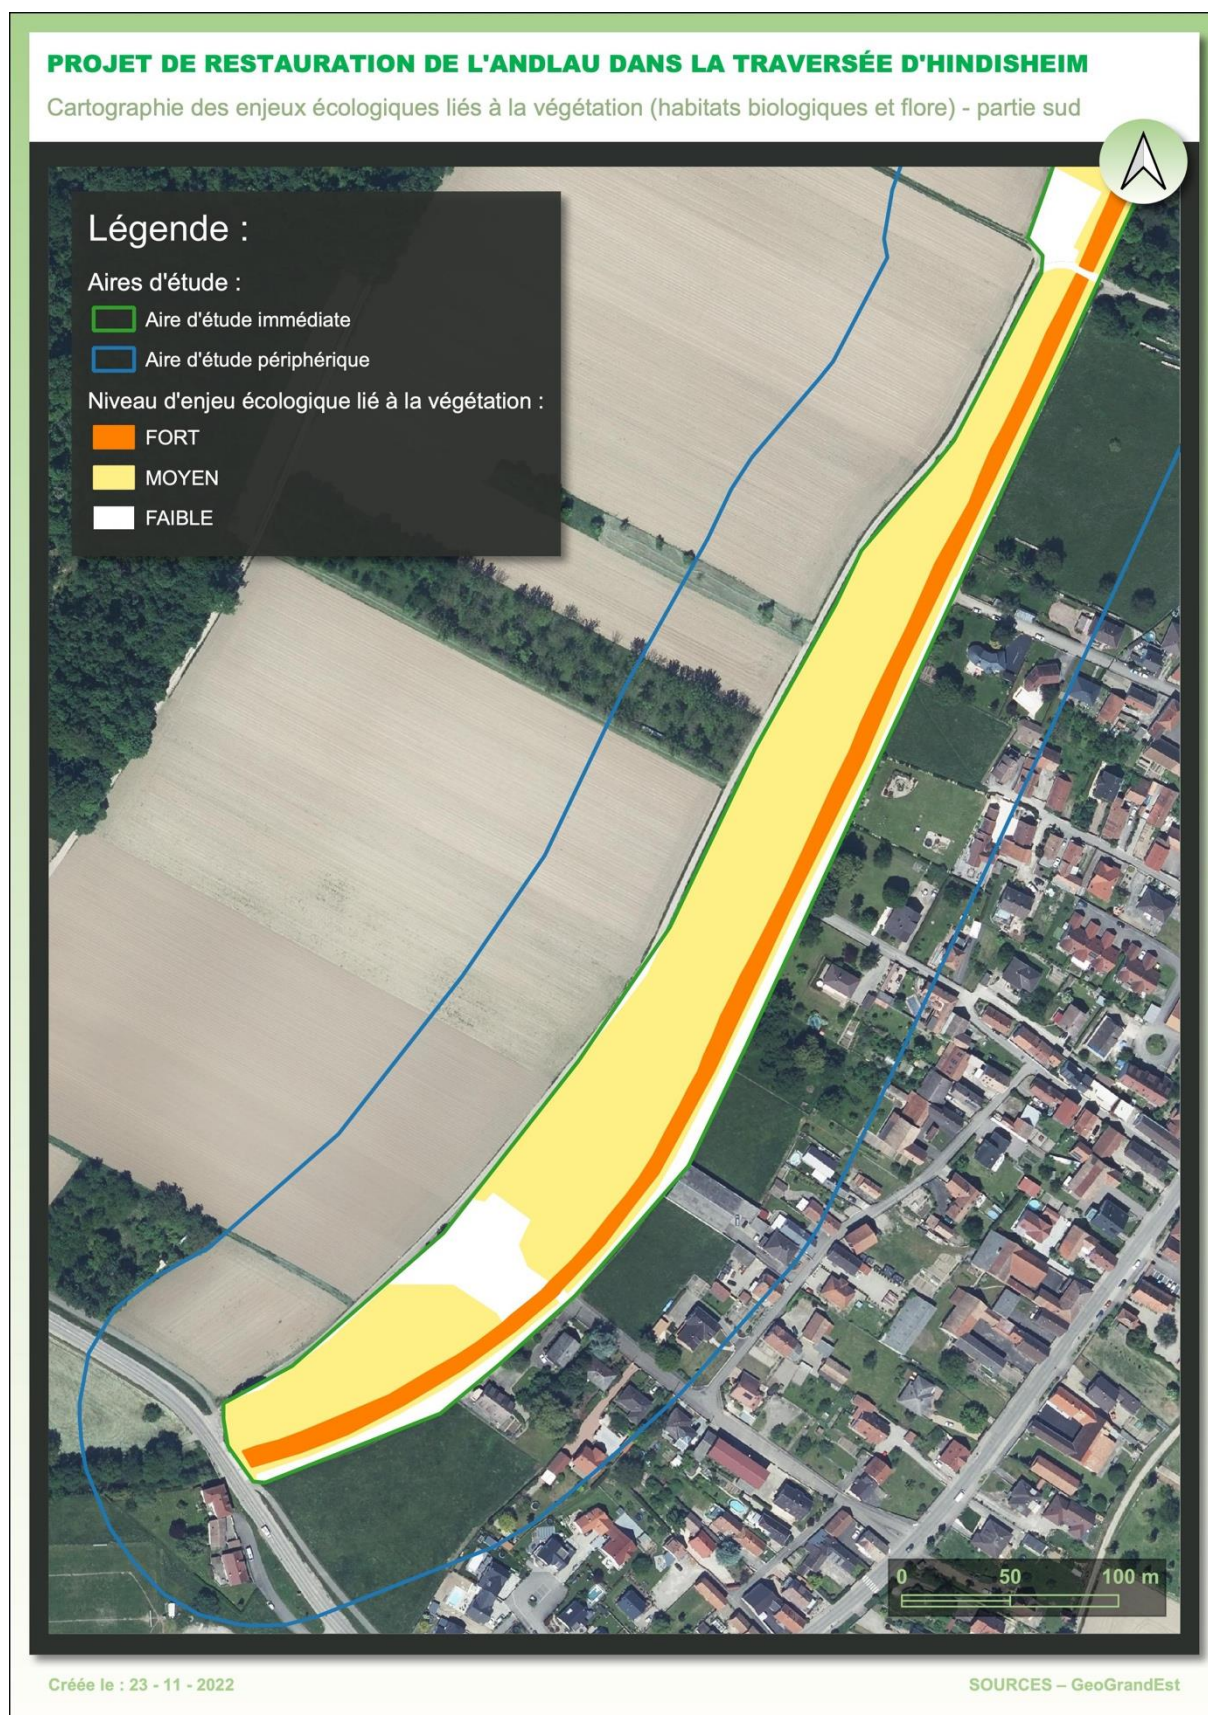 PROJET DE RESTAURATION DE L'ANDLAU DANS LA TRAVERSÉE D'HINDISHEIM
Cartographie des enjeux écologiques liés à la végétation (habitats biologiques et flore) - partie sud
Légende :
Aires d'étude :
Aire d'étude immédiate
Aire d'étude périphérique
Niveau d'enjeu écologique lié à la végétation :
FORT
MOYEN
FAIBLE
0 50 100 m
Créée le : 23 - 11 - 2022
SOURCES – GeoGrandEst